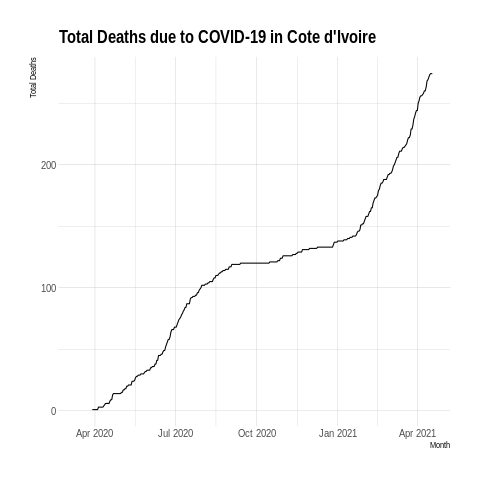 Total Deaths due to COVID-19 in Cote d'Ivoire
Total Deaths
200
100
0
Apr 2020 Jul 2020 Oct 2020 Jan 2021 Apr 2021
Month